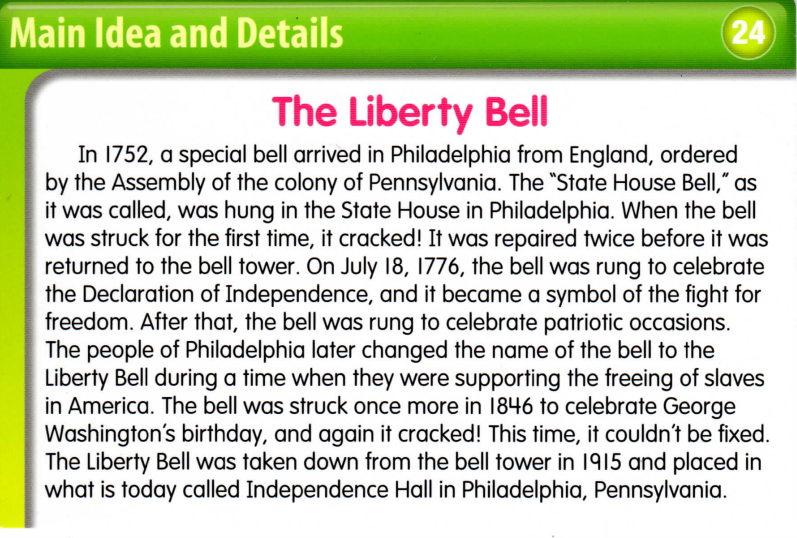 Main Idea and Details
24
The Liberty Bell
In 1752, a special bell arrived in Philadelphia from England, ordered
by the Assembly of the colony of Pennsylvania. The “State House Bell,” as
it was called, was hung in the State House in Philadelphia. When the bell
was struck for the first time, it cracked! It was repaired twice before it was
returned to the bell tower. On July 18, 1776, the bell was rung to celebrate
the Declaration of Independence, and it became a symbol of the fight for
freedom. After that, the bell was rung to celebrate patriotic occasions.
The people of Philadelphia later changed the name of the bell to the
Liberty Bell during a time when they were supporting the freeing of slaves
in America. The bell was struck once more in 1846 to celebrate George
Washington’s birthday, and again it cracked! This time, it couldn’t be fixed.
The Liberty Bell was taken down from the bell tower in 1915 and placed in
what is today called Independence Hall in Philadelphia, Pennsylvania.